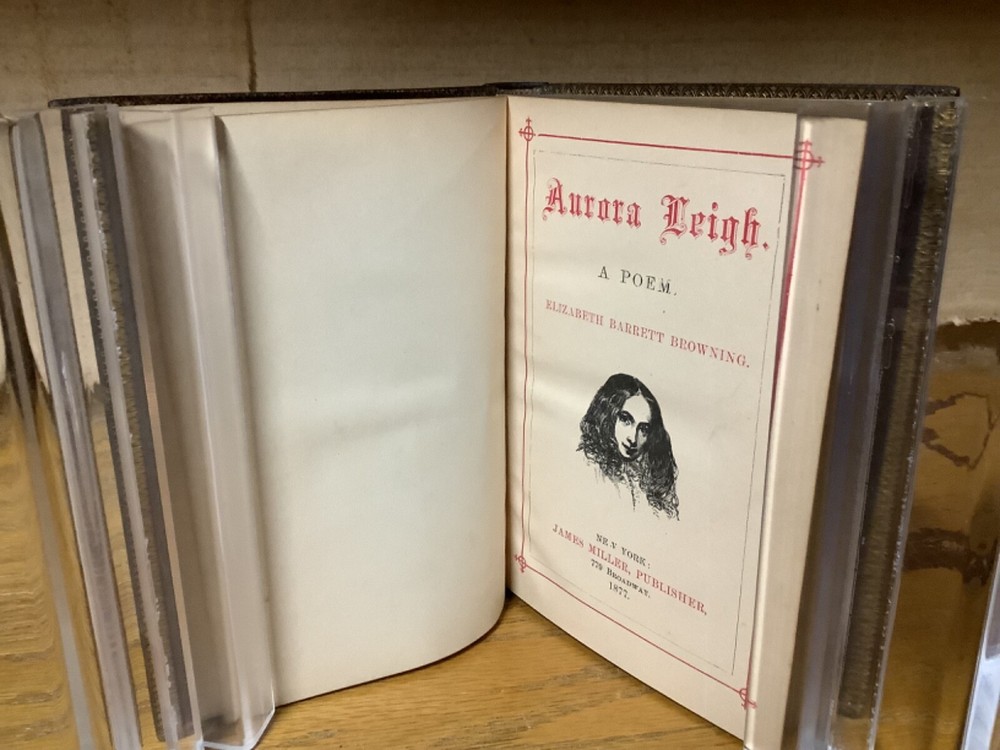 Aurora Leigh.
A POEM.
ELIZABETH BARRETT BROWNING.
NEW YORK:
JAMES MILLER, PUBLISHER,
779 BROADWAY.
1877.